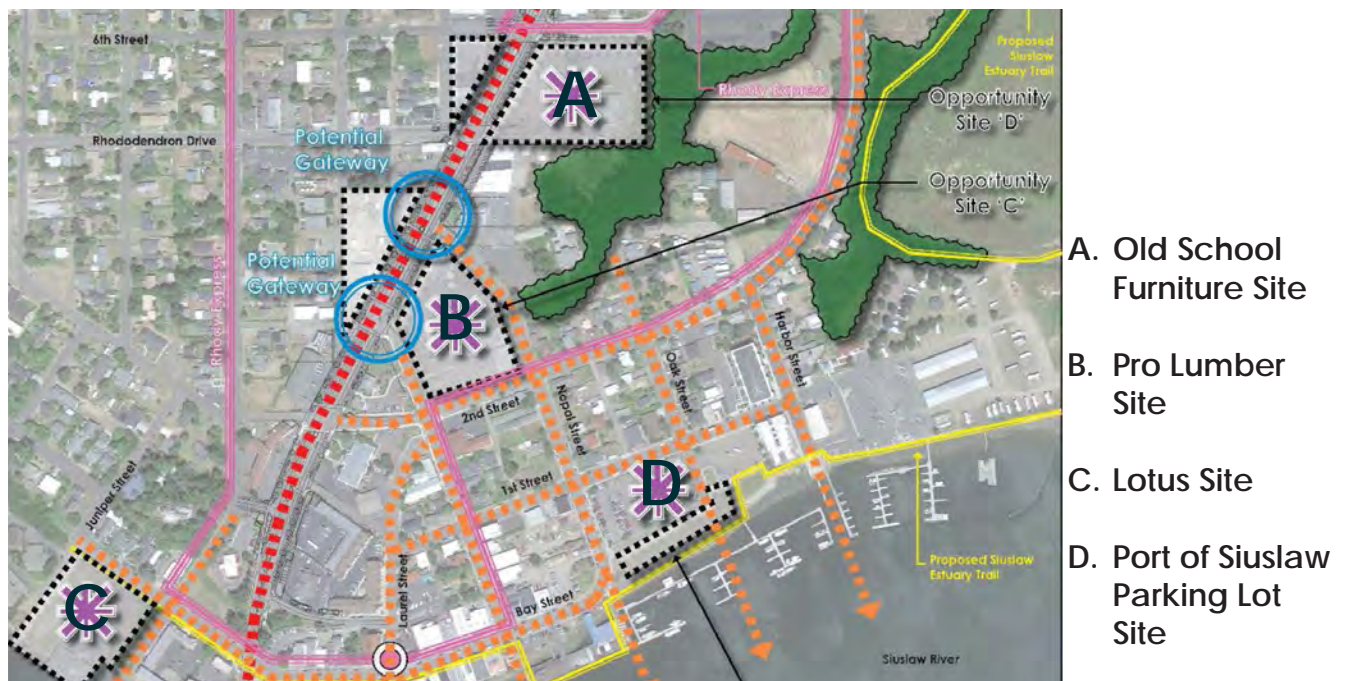 6th Street
Rhododendron Drive
Potential
Gateway
Potential
Gateway
Rhody Express
Rhody Express
Proposed
Siuslaw
Estuary Trail
Opportunity
Site 'D'
Opportunity
Site 'C'
A
B
C
D
2nd Street
1st Street
Nopal Street
Oak Street
Harbor Street
Juniper Street
Laurel Street
Bay Street
Proposed Siuslaw
Estuary Trail
Siuslaw River
A. Old School
Furniture Site
B. Pro Lumber
Site
C. Lotus Site
D. Port of Siuslaw
Parking Lot
Site